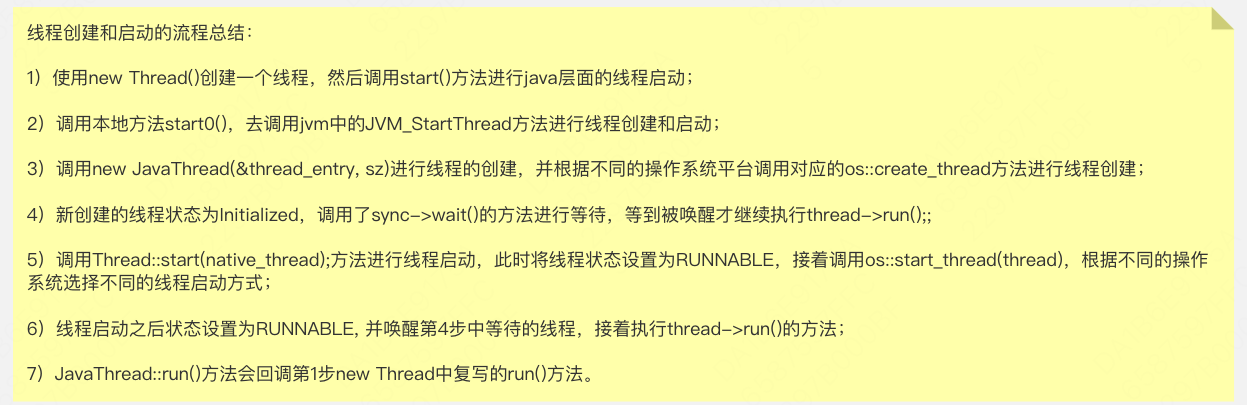 线程创建和启动的流程总结：
1）使用new Thread()创建一个线程，然后调用start()方法进行java层面的线程启动；
2）调用本地方法start0()，去调用jvm中的JVM_StartThread方法进行线程创建和启动；
3）调用new JavaThread(&thread_entry, sz)进行线程的创建，并根据不同的操作系统平台调用对应的os::create_thread方法进行线程创建；
4）新创建的线程状态为Initialized，调用了sync->wait()的方法进行等待，等到被唤醒才继续执行thread->run();;
5）调用Thread::start(native_thread);方法进行线程启动，此时将线程状态设置为RUNNABLE，接着调用os::start_thread(thread)，根据不同的操作
系统选择不同的线程启动方式；
6）线程启动之后状态设置为RUNNABLE, 并唤醒第4步中等待的线程，接着执行thread->run()的方法；
7）JavaThread::run()方法会回调第1步new Thread中复写的run()方法。